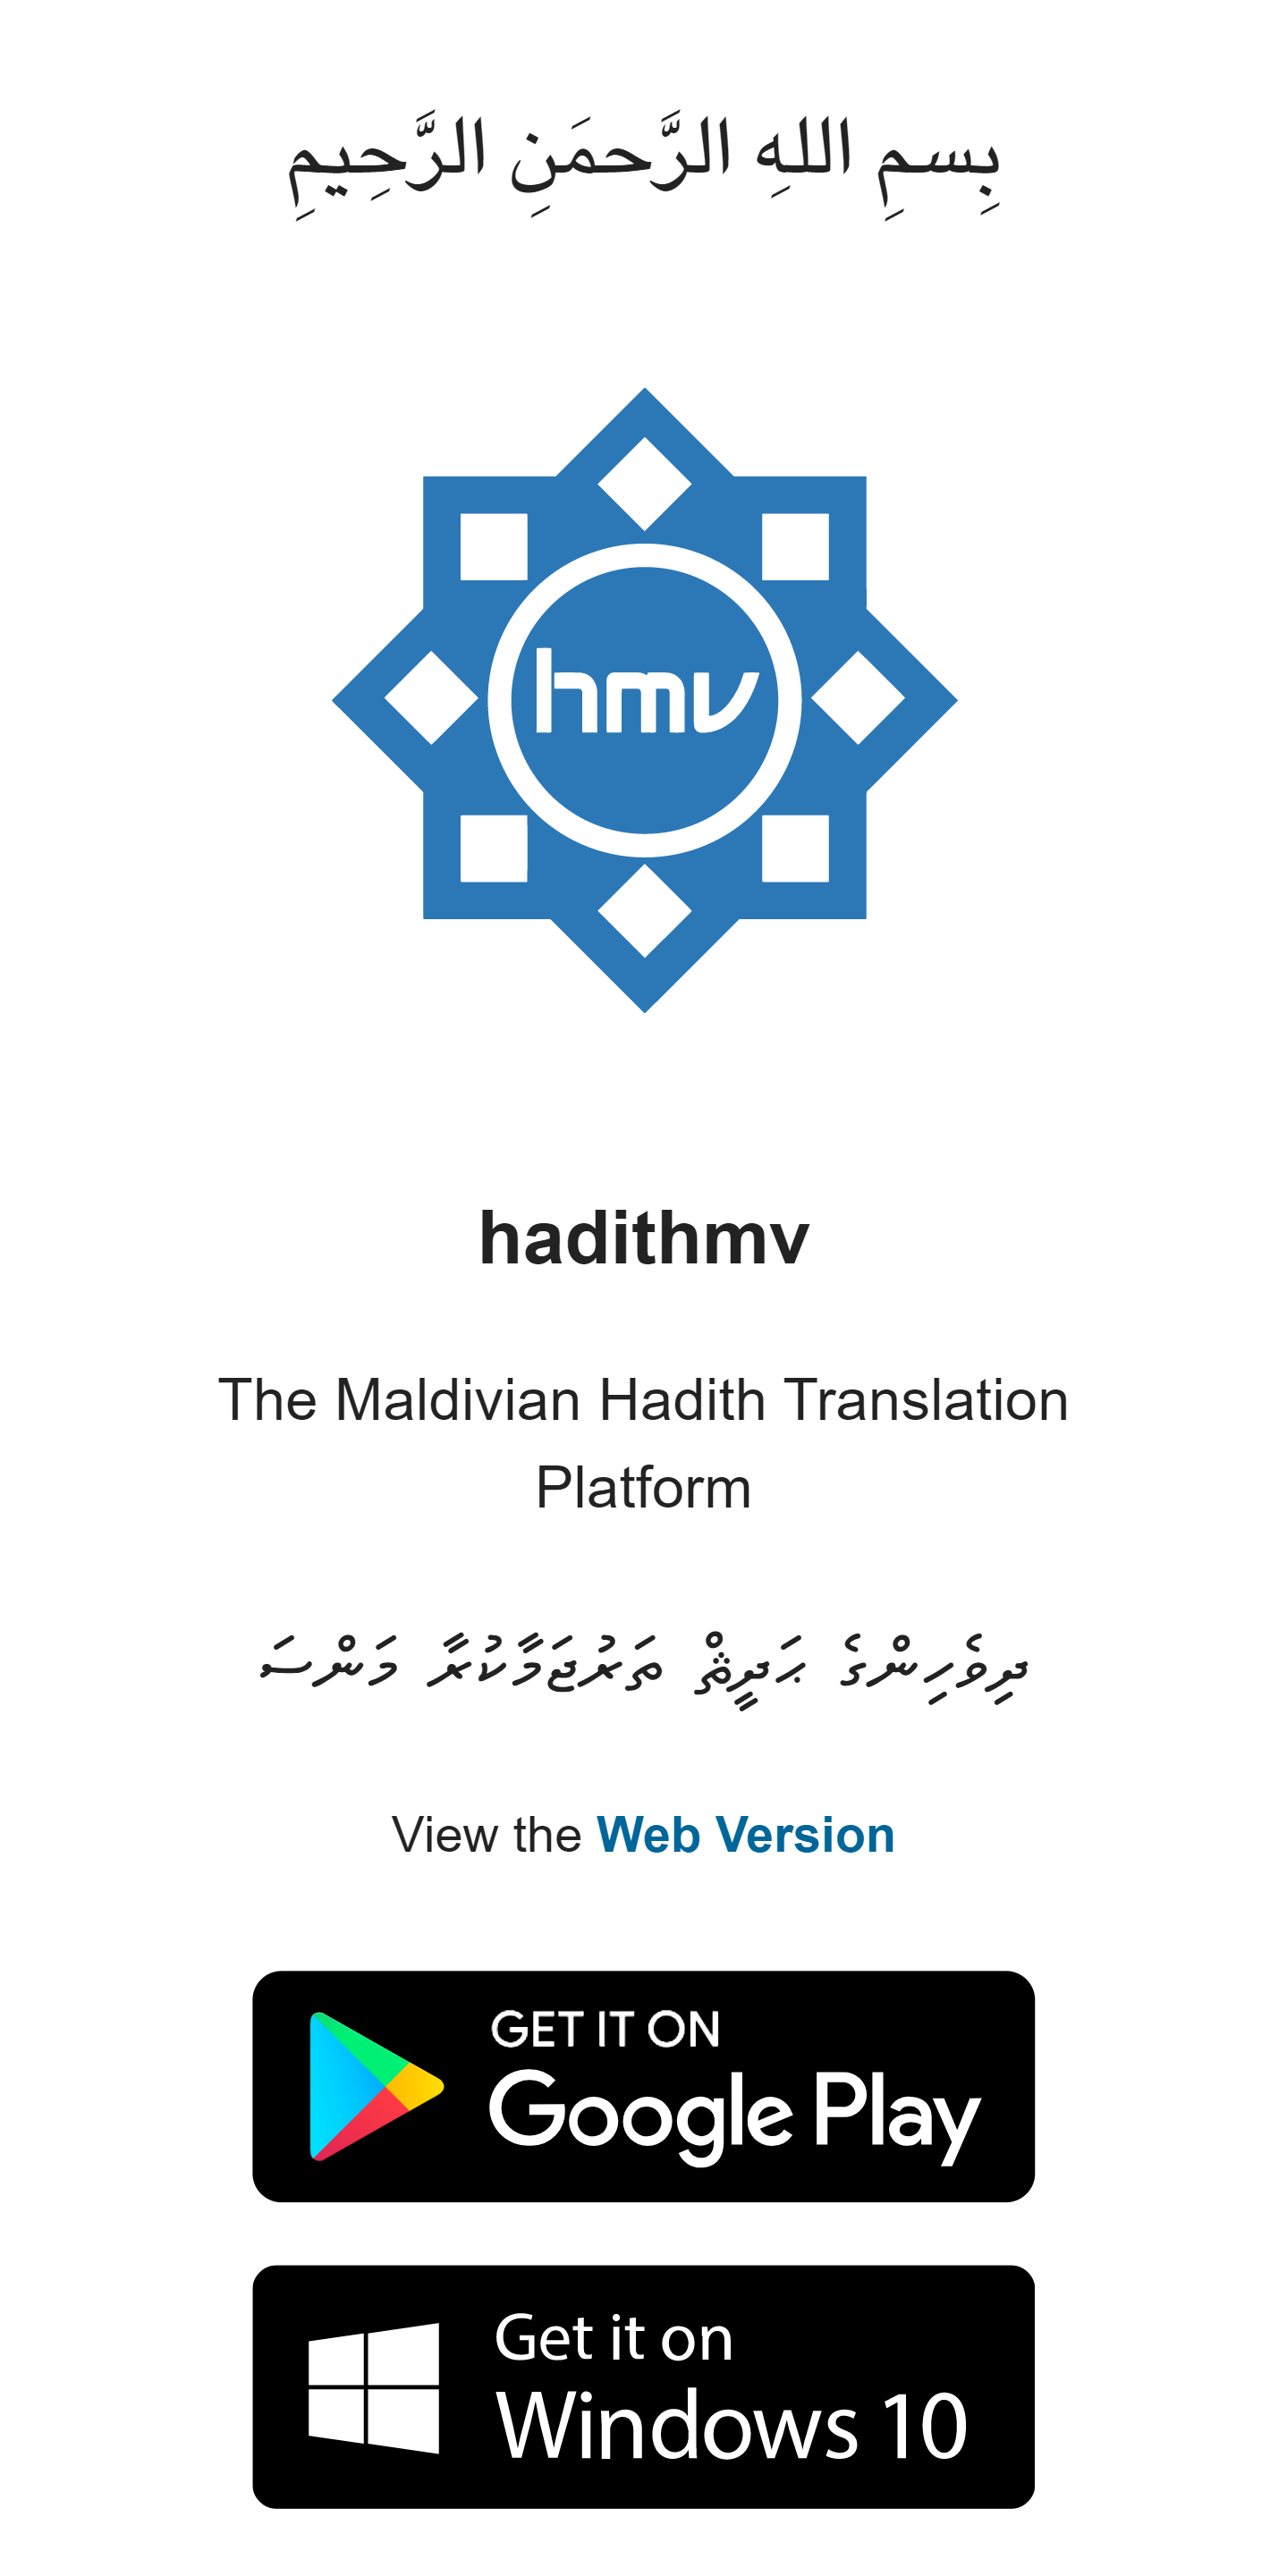 بِسمِ اللهِ الرَّحمَنِ الرَّحِيمِ
hmv
hadithmv
The Maldivian Hadith Translation
Platform
ދިވެހިންގެ ޙަދީޘް ތަރުޖަމާކުރާ މަންސަ
View the Web Version
GET IT ON
Google Play
Get it on
Windows 10